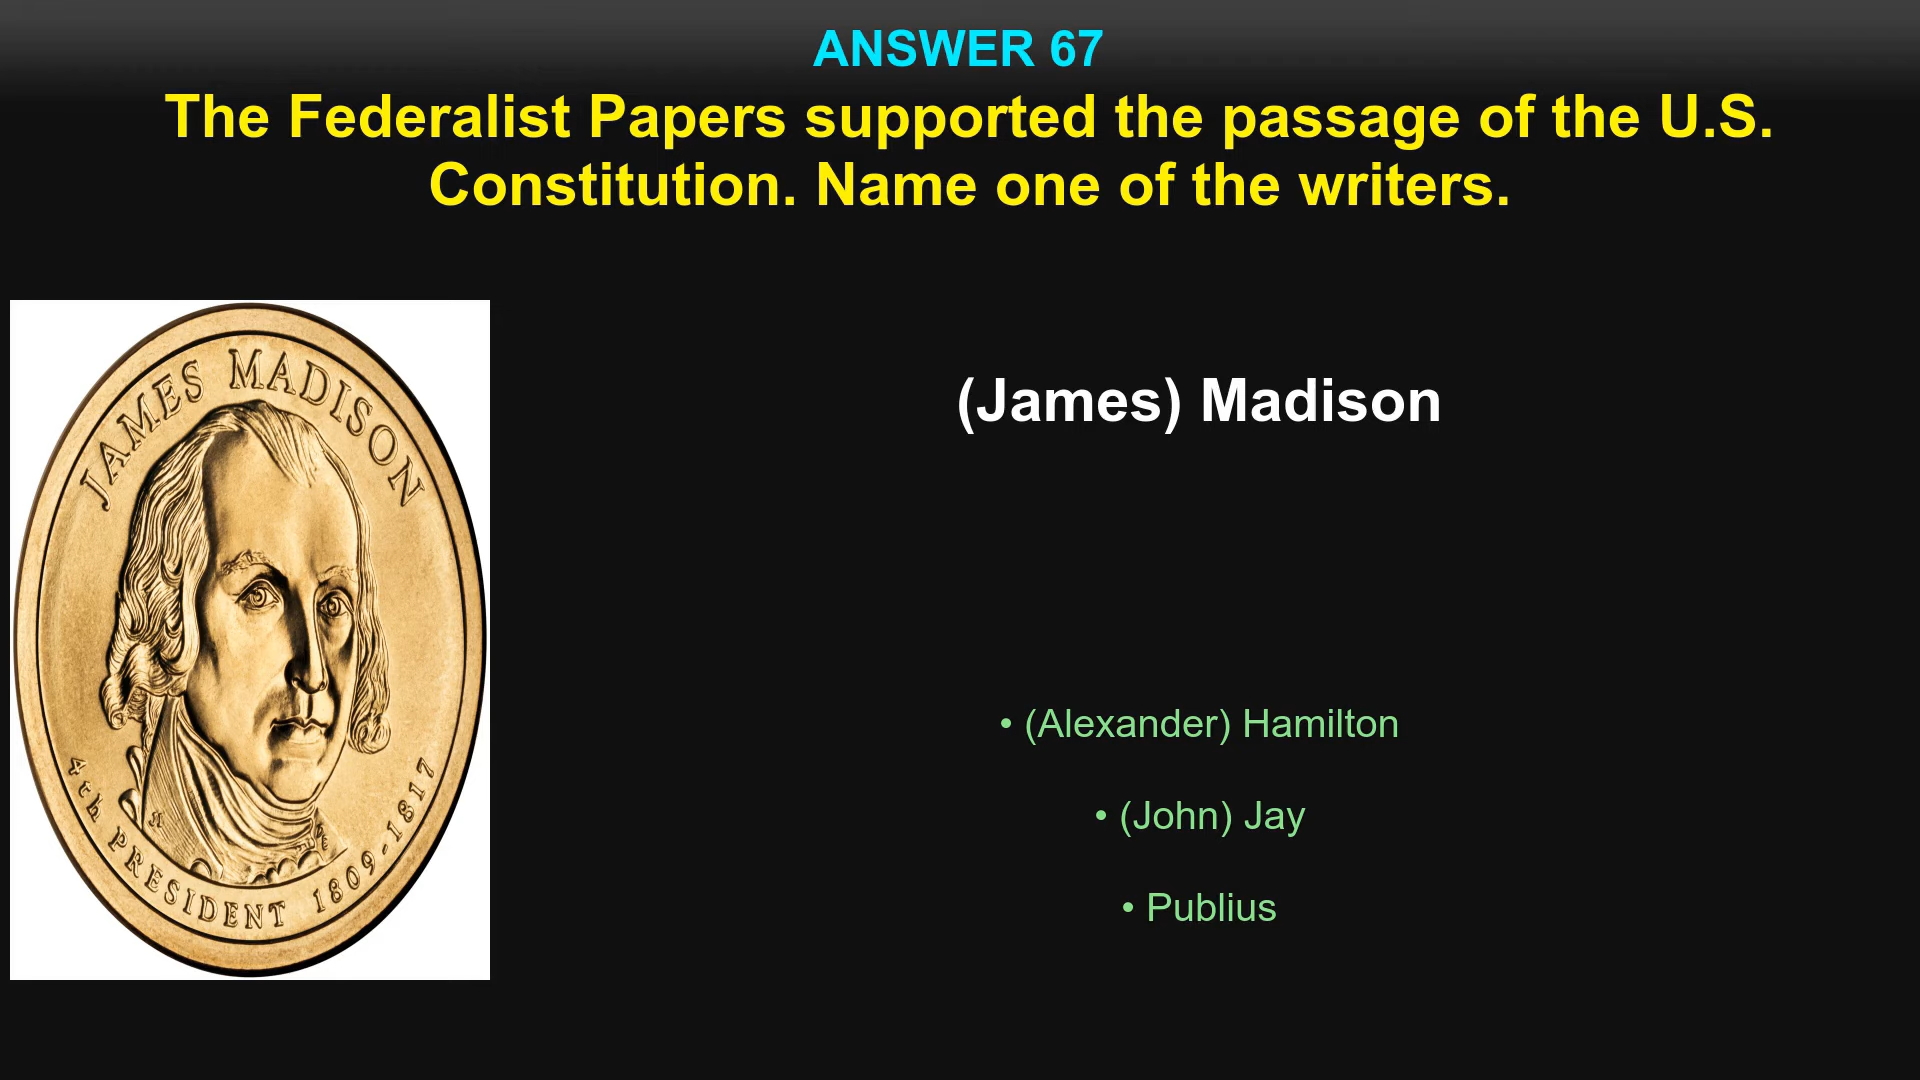 ANSWER 67
The Federalist Papers supported the passage of the U.S.
Constitution. Name one of the writers.
JAMES MADISON
4th PRESIDENT 1809-1817
(James) Madison
• (Alexander) Hamilton
• (John) Jay
• Publius